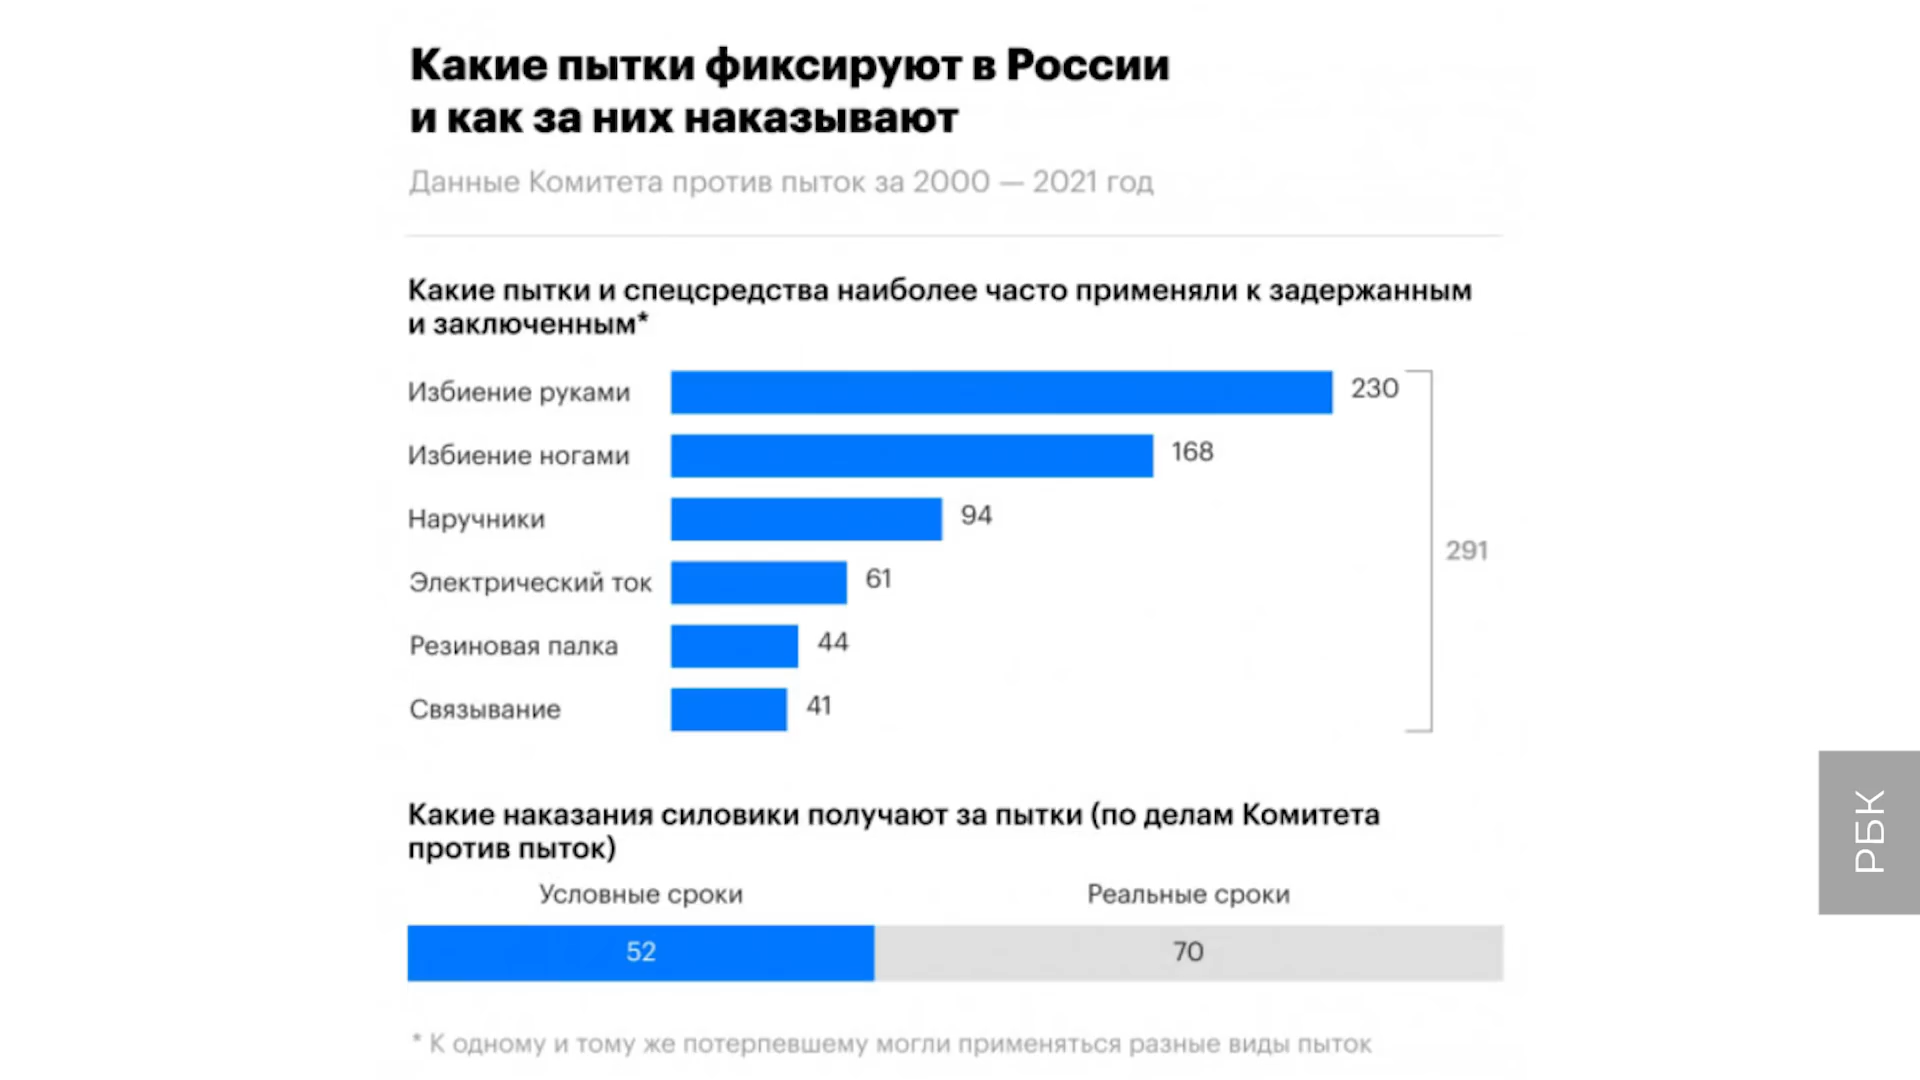 Какие пытки фиксируют в России
и как за них наказывают
Данные Комитета против пыток за 2000 — 2021 год
Какие пытки и спецсредства наиболее часто применяли к задержанным
и заключенным*
Избиение руками 230
Избиение ногами 168
Наручники 94
Электрический ток 61
Резиновая палка 44
Связывание 41
291
Какие наказания силовики получают за пытки (по делам Комитета
против пыток)
Условные сроки Реальные сроки
52 70
* К одному и тому же потерпевшему могли применяться разные виды пыток
РБК